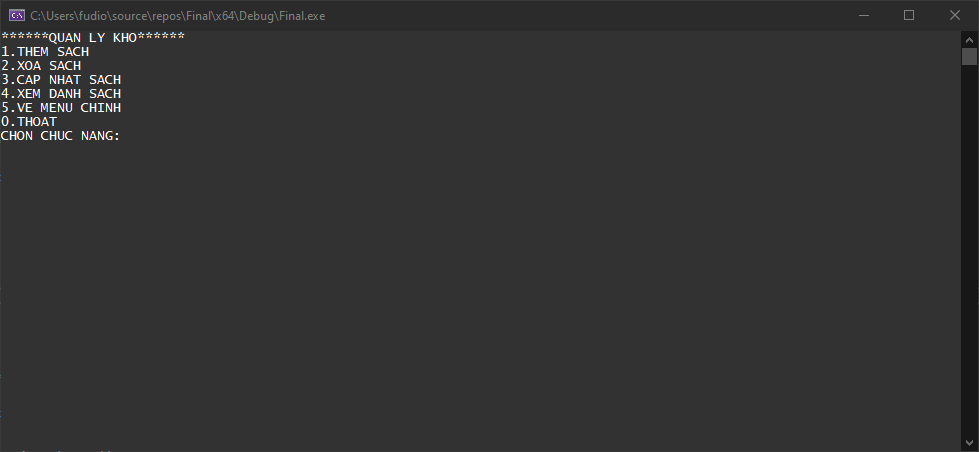 C:\Users\fudio\source\repos\Final\x64\Debug\Final.exe
******QUAN LY KHO******
1.THEM SACH
2.XOA SACH
3.CAP NHAT SACH
4.XEM DANH SACH
5.VE MENU CHINH
0.THOAT
CHON CHUC NANG: